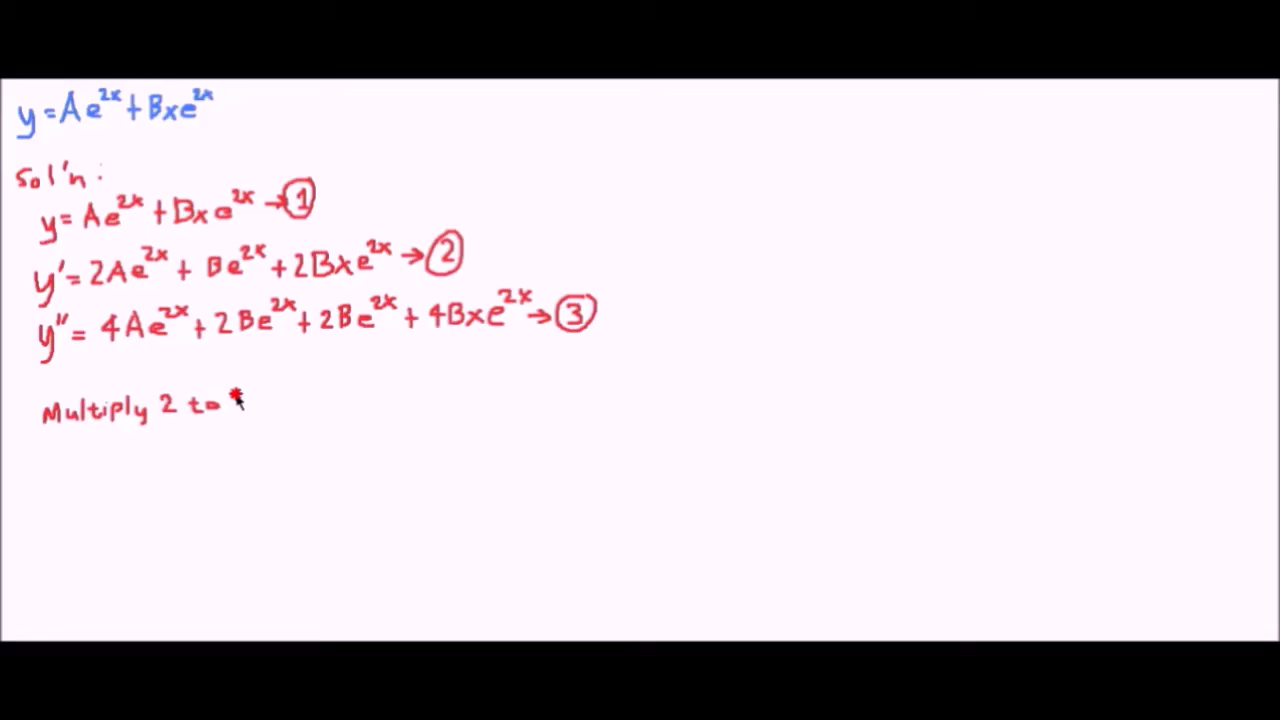 y = Ae^{2x} + Bxe^{2x}
Sol'n :
y = Ae^{2x} + Bxe^{2x} → ①
y' = 2Ae^{2x} + Be^{2x} + 2Bxe^{2x} → ②
y'' = 4Ae^{2x} + 2Be^{2x} + 2Be^{2x} + 4Bxe^{2x} → ③
Multiply 2 to